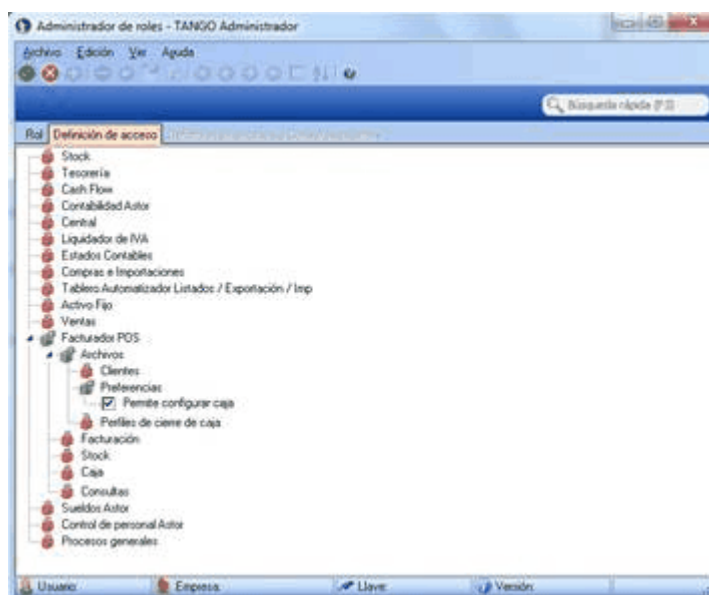 Administrador de roles - TANGO Administrador
Archivo Edición Ver Ayuda
Búsqueda rápida (F3)
Rol Definición de acceso
Stock
Tesorería
Cash Flow
Contabilidad Astor
Central
Liquidador de IVA
Estados Contables
Compras e Importaciones
Tablero Automatizador Listados / Exportación / Imp
Activo Fijo
Ventas
Facturador POS
Archivos
Clientes
Preferencias
Permite configurar caja
Perfiles de cierre de caja
Facturación
Stock
Caja
Consultas
Sueldos Astor
Control de personal Astor
Procesos generales
Usuario: Empresa: Llave: Versión: